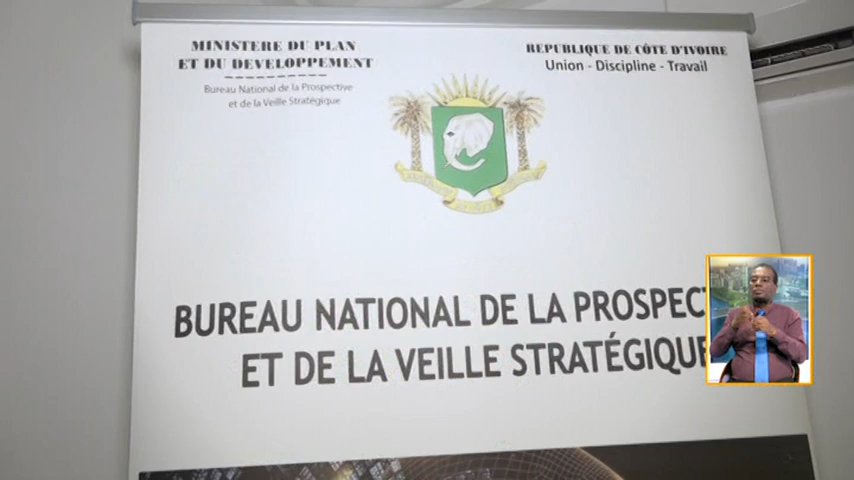 MINISTERE DU PLAN
ET DU DEVELOPPEMENT
Bureau National de la Prospective
et de la Veille Stratégique
REPUBLIQUE DE CÔTE D'IVOIRE
Union - Discipline - Travail
BUREAU NATIONAL DE LA PROSPECT
ET DE LA VEILLE STRATÉGIQUE